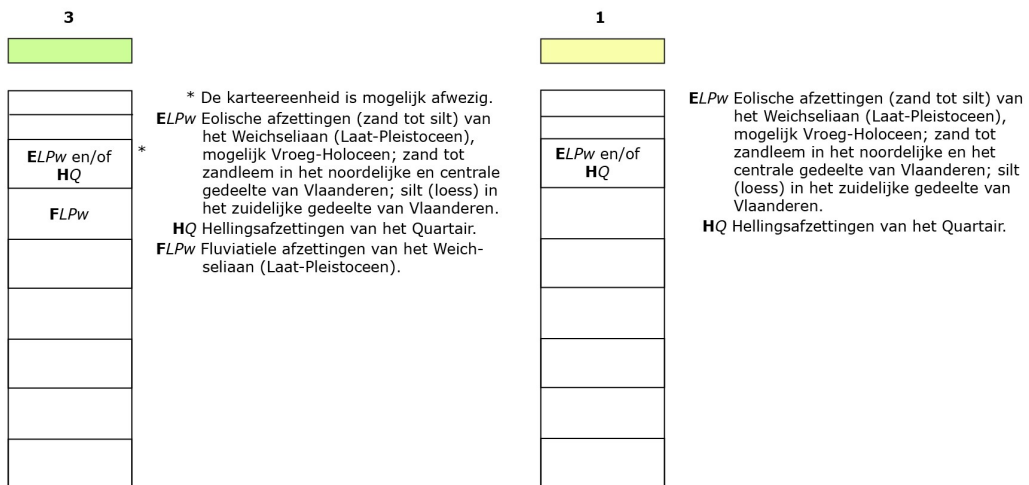 3
* De karteereenheid is mogelijk afwezig.
ELPw Eolische afzettingen (zand tot silt) van
het Weichseliaan (Laat-Pleistoceen),
mogelijk Vroeg-Holoceen; zand tot
zandleem in het noordelijke en centrale
gedeelte van Vlaanderen; silt (loess) in
het zuidelijke gedeelte van Vlaanderen.
HQ Hellingsafzettingen van het Quartair.
FLPw Fluviatiele afzettingen van het Weich-
seliaan (Laat-Pleistoceen).
ELPw en/of
HQ
*
FLPw
1
ELPw Eolische afzettingen (zand tot silt) van
het Weichseliaan (Laat-Pleistoceen),
mogelijk Vroeg-Holoceen; zand tot
zandleem in het noordelijke en het
centrale gedeelte van Vlaanderen; silt
(loess) in het zuidelijke gedeelte van
Vlaanderen.
HQ Hellingsafzettingen van het Quartair.
ELPw en/of
HQ